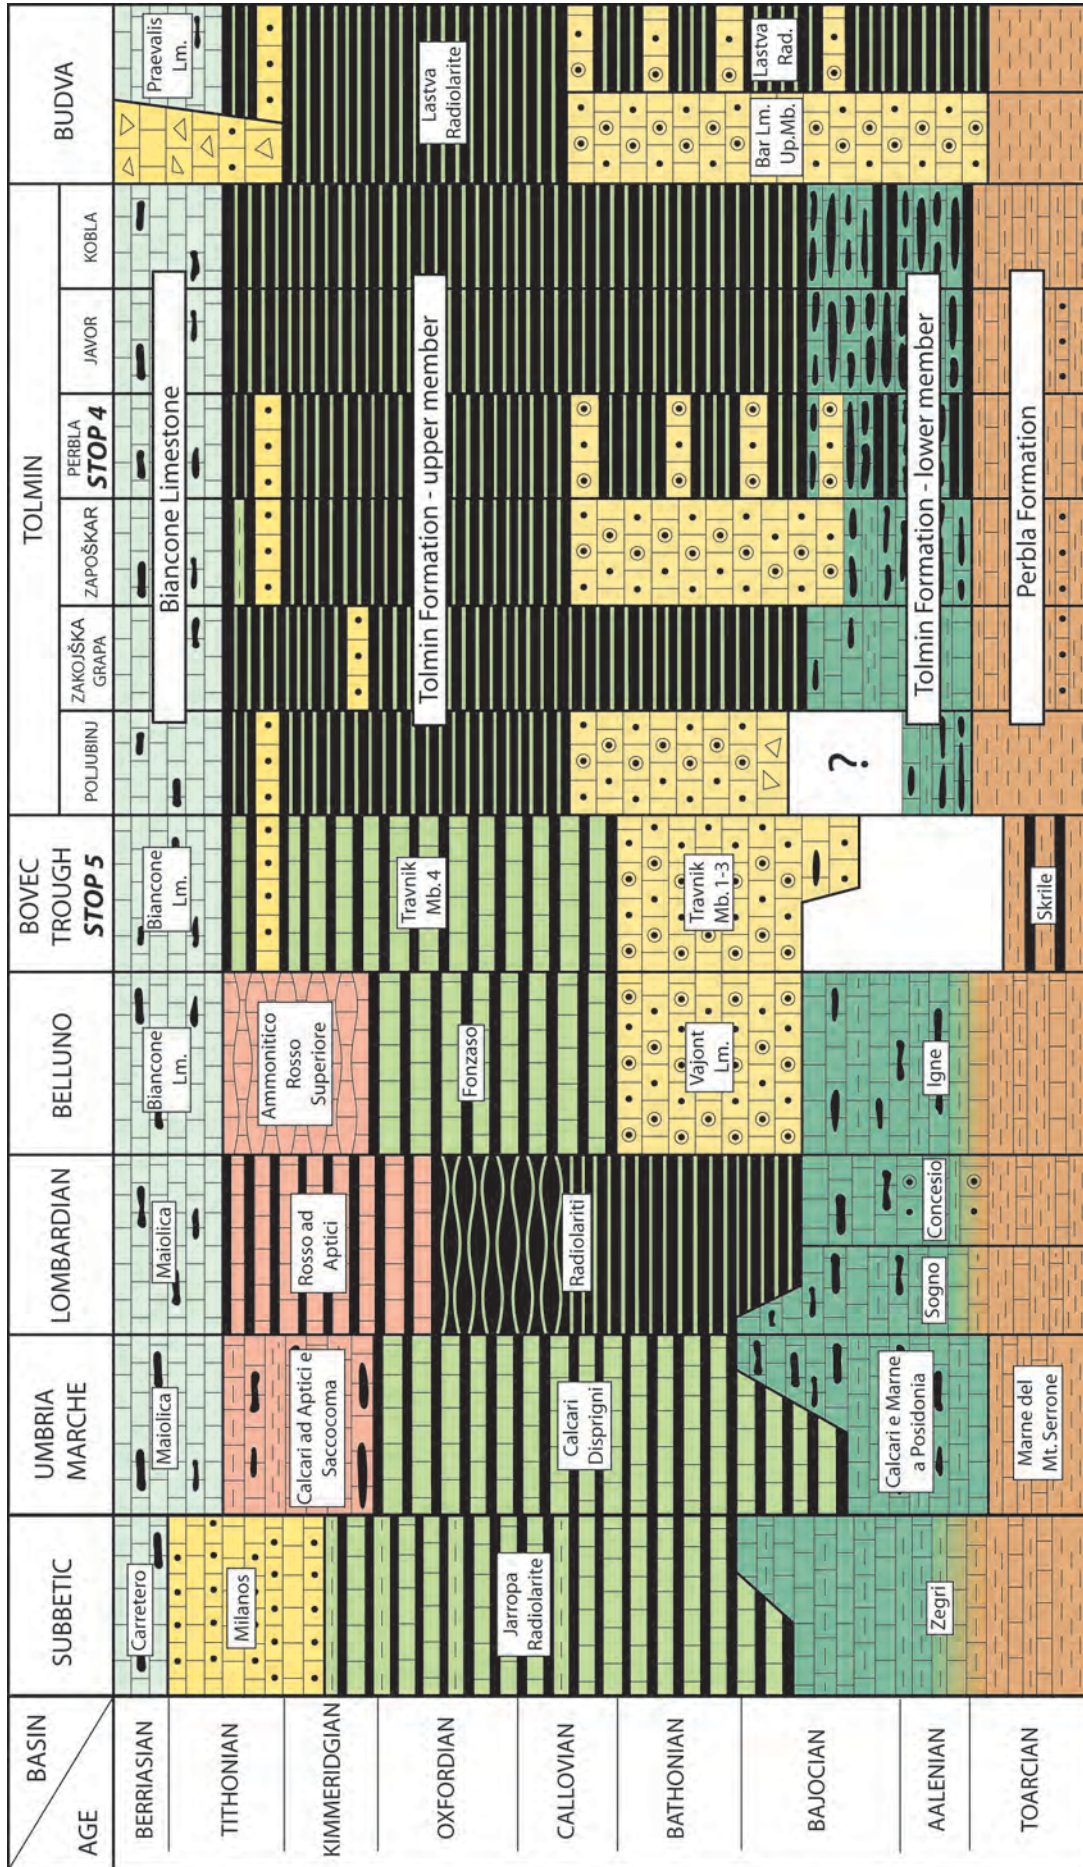 BASIN
AGE
SUBBETIC
UMBRIA
MARCHE
LOMBARDIAN
BELLUNO
BOVEC
TROUGH
STOP 5
TOLMIN
POLJUBINJ
ZAKOJŠKA
GRAPA
ZAPOŠKAR
PERBLA
STOP 4
JAVOR
KOBLA
BUDVA
BERRIASIAN
TITHONIAN
KIMMERIDGIAN
OXFORDIAN
CALLOVIAN
BATHONIAN
BAJOCIAN
AALENIAN
TOARCIAN
Carretero
Milanos
Jarropa
Radiolarite
Zegri
Maiolica
Calcari ad Aptici e
Saccocoma
Calcari
Disprigni
Calcari e Marne
a Posidonia
Marne del
Mt. Serrone
Maiolica
Rosso ad
Aptici
Radiolariti
Sogno
Concesio
Biancone
Lm.
Ammonitico
Rosso
Superiore
Fonzaso
Vajont
Lm.
Igne
Biancone
Lm.
Travnik
Mb.4
Travnik
Mb. 1-3
Skrile
Biancone Limestone
Tolmin Formation - upper member
?
Tolmin Formation - lower member
Perbla Formation
Praevalis
Lm.
Lastva
Radiolarite
Bar Lm.
Up.Mb.
Lastva
Rad.